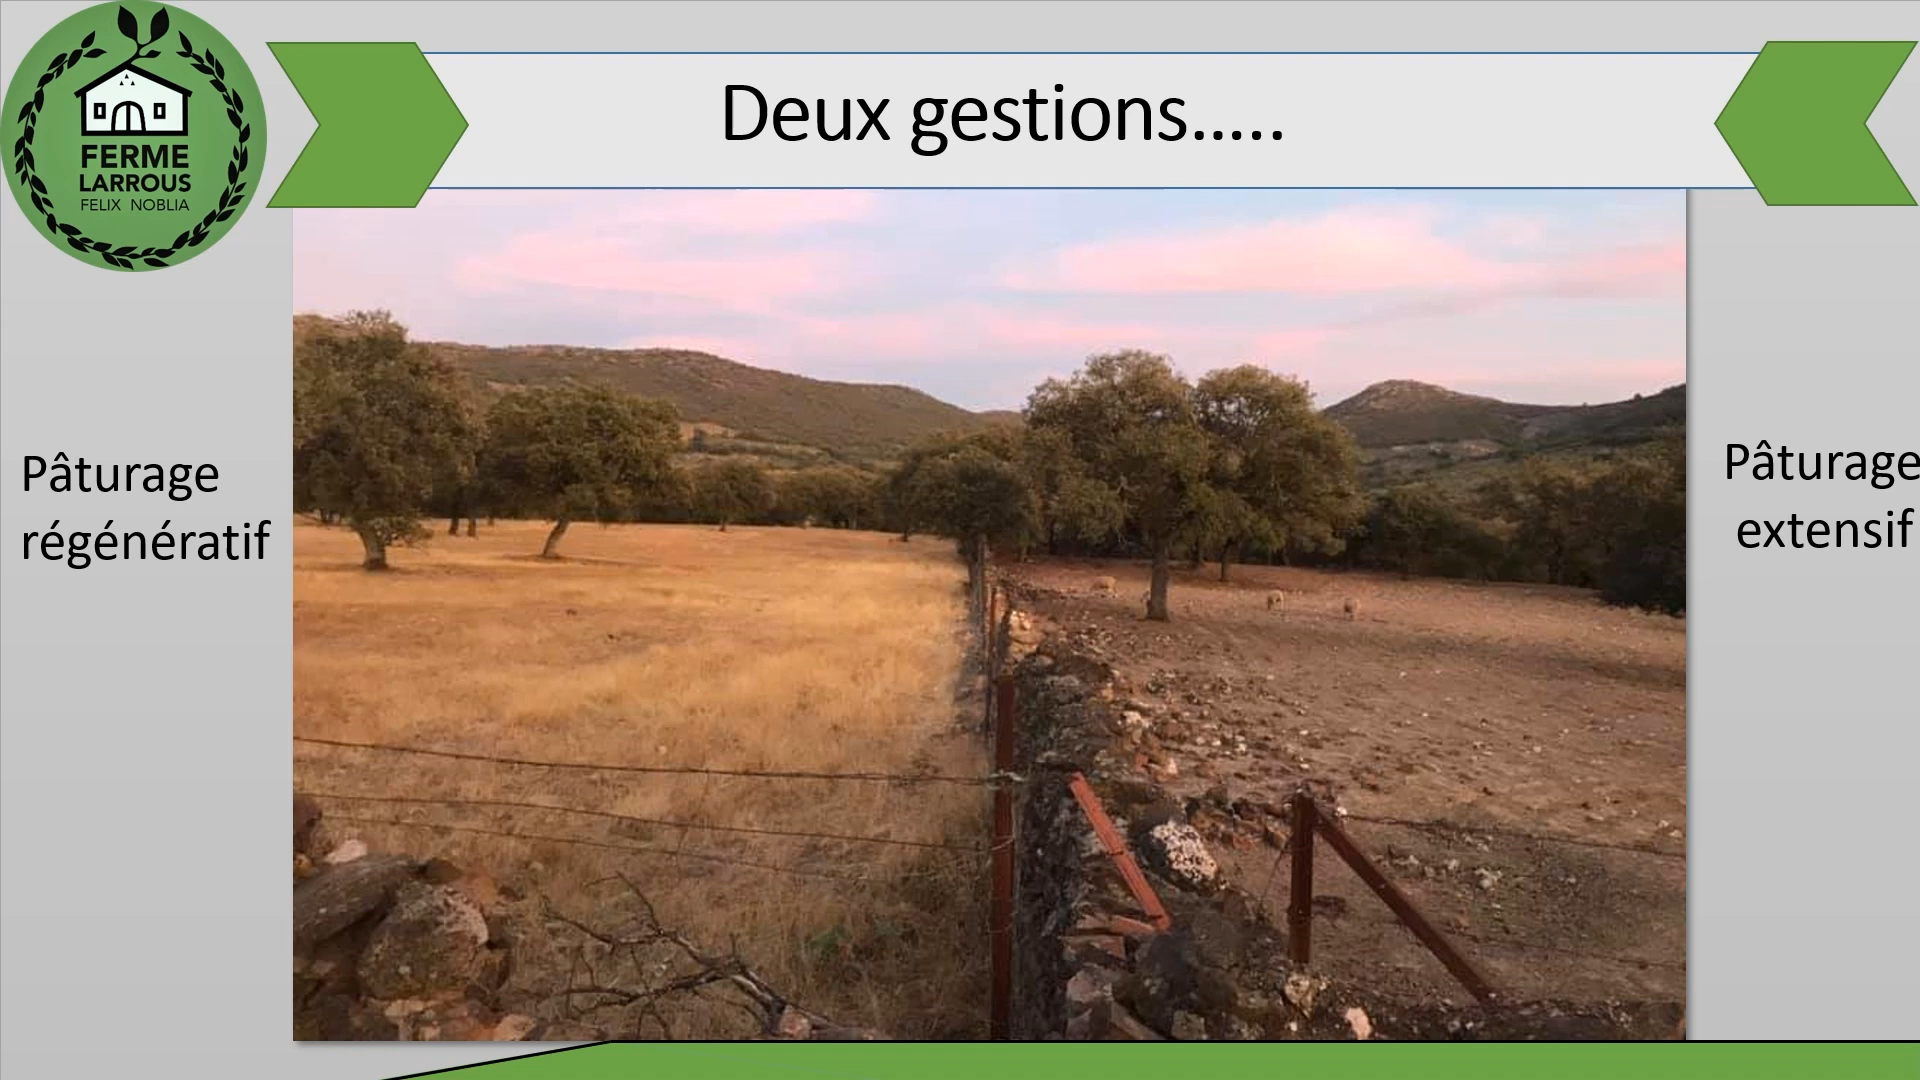 FERME
LARROUS
FELIX NOBLIA
Deux gestions.....
Pâturage
régénératif
Pâturage
extensif